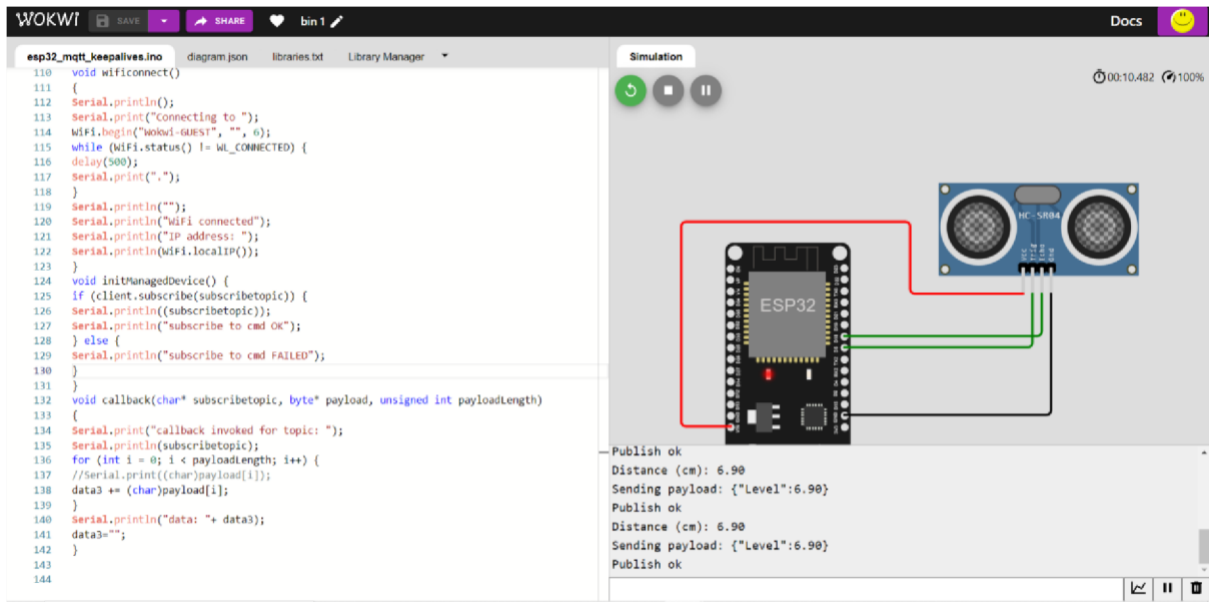 WOKWI SAVE SHARE bin 1 Docs
esp32_mqtt_keepalives.ino diagram.json libraries.txt Library Manager
110 void wificonnect()
111 {
112 Serial.println();
113 Serial.print("Connecting to ");
114 WiFi.begin("Wokwi-GUEST", "", 6);
115 while (WiFi.status() != WL_CONNECTED) {
116 delay(500);
117 Serial.print(".");
118 }
119 Serial.println("");
120 Serial.println("WiFi connected");
121 Serial.println("IP address: ");
122 Serial.println(WiFi.localIP());
123 }
124 void initManagedDevice() {
125 if (client.subscribe(subscribetopic)) {
126 Serial.println((subscribetopic));
127 Serial.println("subscribe to cmd OK");
128 } else {
129 Serial.println("subscribe to cmd FAILED");
130 }
131 }
132 void callback(char* subscribetopic, byte* payload, unsigned int payloadLength)
133 {
134 Serial.print("callback invoked for topic: ");
135 Serial.println(subscribetopic);
136 for (int i = 0; i < payloadLength; i++) {
137 //Serial.print((char)payload[i]);
138 data3 += (char)payload[i];
139 }
140 Serial.println("data: "+ data3);
141 data3="";
142 }
143
144
Simulation
00:10.482 100%
HC-SR04
Vcc Trig Echo Gnd
ESP32
Publish ok
Distance (cm): 6.90
Sending payload: {"Level":6.90}
Publish ok
Distance (cm): 6.90
Sending payload: {"Level":6.90}
Publish ok